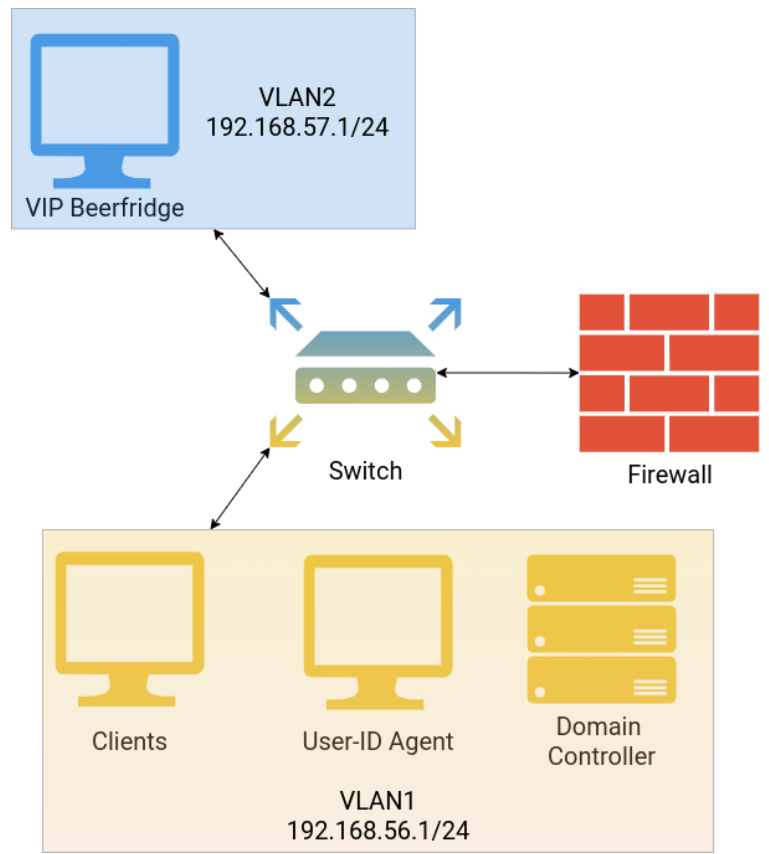 VLAN2
192.168.57.1/24
VIP Beerfridge
Switch
Firewall
Clients
User-ID Agent
Domain
Controller
VLAN1
192.168.56.1/24